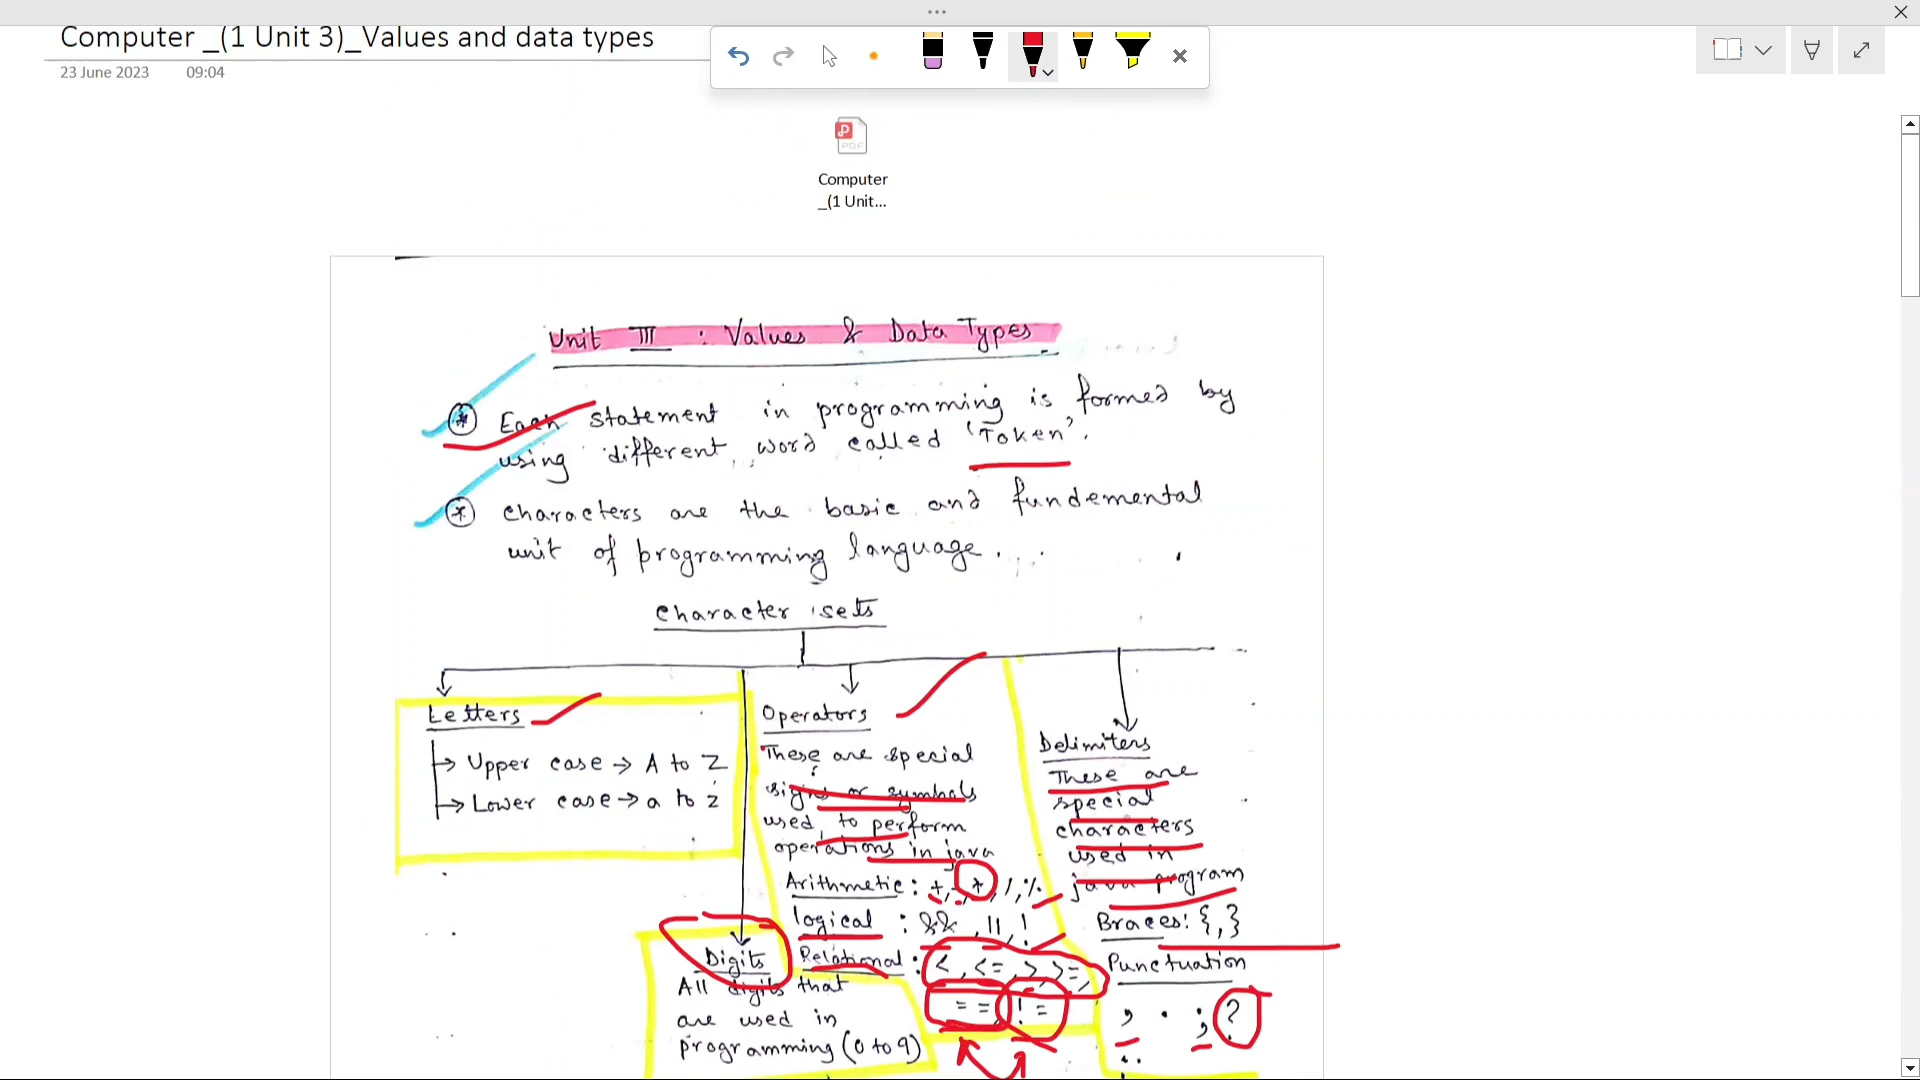 Computer _(1 Unit 3)_Values and data types
23 June 2023 09:04
Computer
_(1 Unit...
Unit III : Values & Data Types
Each statement in programming is formed by
using different word called 'Token'.
characters are the basic and fundemental
unit of programming language.
character sets
Letters
Upper case → A to Z
Lower case → a to z
Digits
All digits that
are used in
programming (0 to 9)
Operators
These are special
signs or symbols
used to perform
operations in java
Arithmetic : +, -, *, /, %
logical : &&, ||, !
Relational : <, <=, >, >=,
==, !=
Delimiters
These are
special
characters
used in
java program
Braces: {,}
Punctuation
, . ; ?